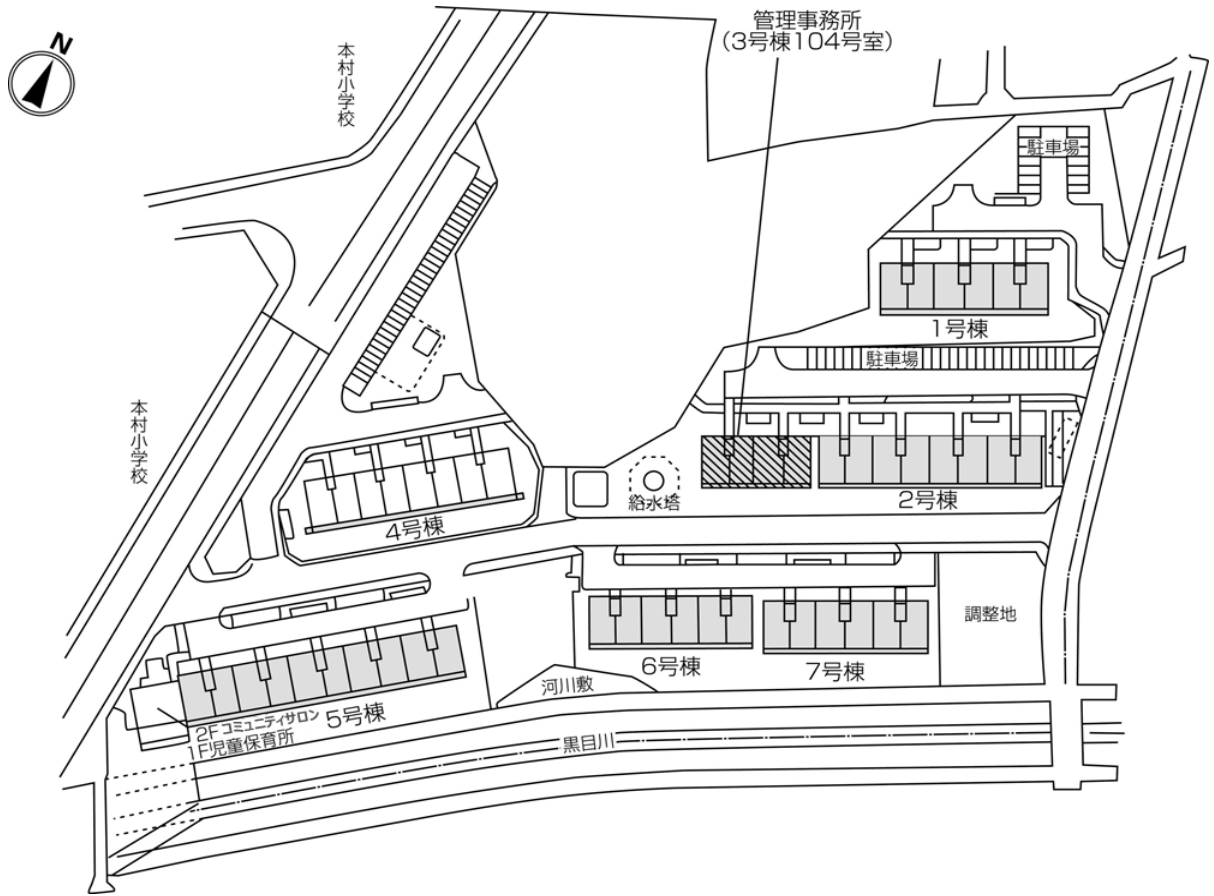 N
管理事務所
(3号棟104号室)
本村小学校
駐車場
1号棟
駐車場
本村小学校
給水塔
2号棟
4号棟
調整地
6号棟
7号棟
河川敷
2Fコミュニティサロン
1F児童保育所
5号棟
黒目川